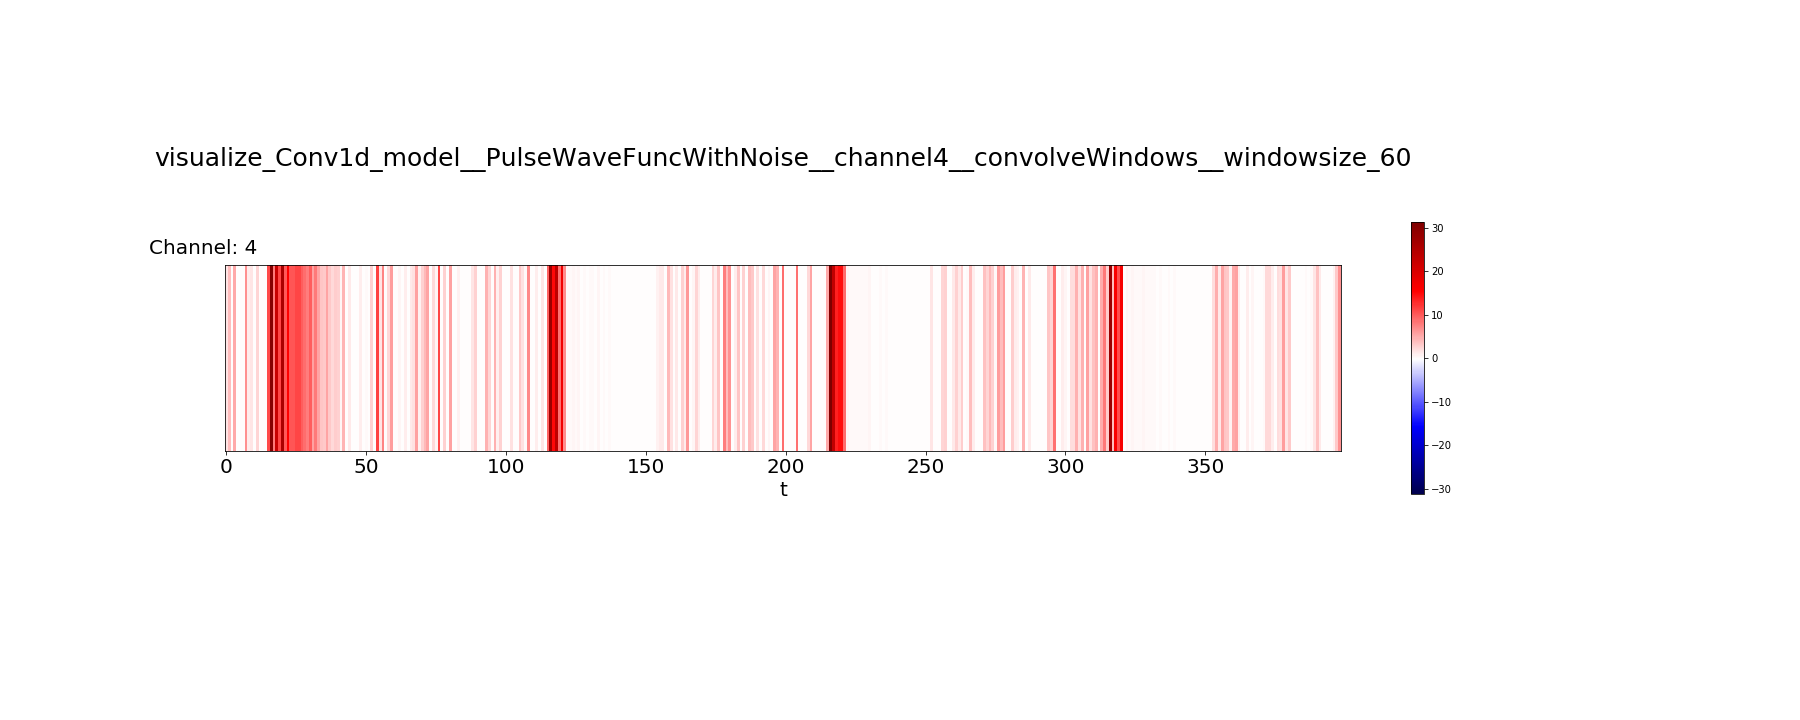 visualize_Conv1d_model__PulseWaveFuncWithNoise__channel4__convolveWindows__windowsize_60
Channel: 4
30
20
10
0
−10
−20
−30
0 50 100 150 200 250 300 350
t